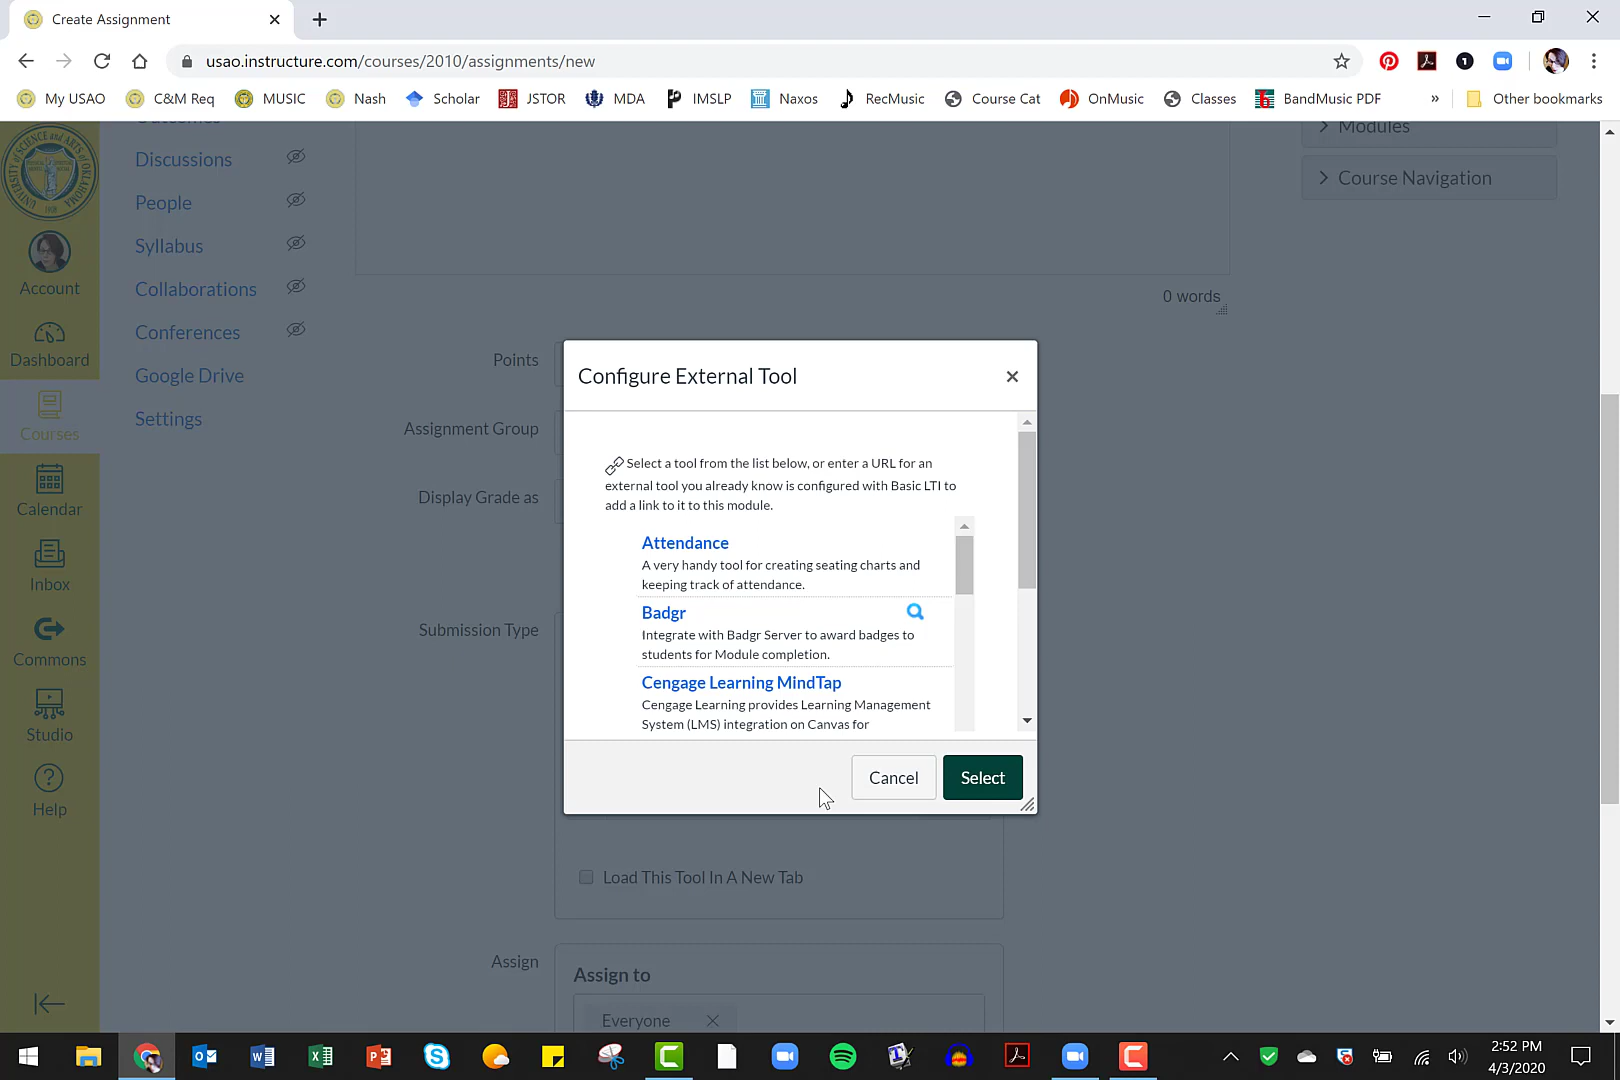 Create Assignment
usao.instructure.com/courses/2010/assignments/new
My USAO
C&M Req
MUSIC
Nash
Scholar
JSTOR
MDA
IMSLP
Naxos
RecMusic
Course Cat
OnMusic
Classes
BandMusic PDF
»
Other bookmarks
Account
Dashboard
Courses
Calendar
Inbox
Commons
Studio
Help
Outcomes
Discussions
People
Syllabus
Collaborations
Conferences
Google Drive
Settings
Modules
Course Navigation
0 words
Points
Assignment Group
Display Grade as
Submission Type
Configure External Tool
Select a tool from the list below, or enter a URL for an
external tool you already know is configured with Basic LTI to
add a link to it to this module.
Attendance
A very handy tool for creating seating charts and
keeping track of attendance.
Badgr
Integrate with Badgr Server to award badges to
students for Module completion.
Cengage Learning MindTap
Cengage Learning provides Learning Management
System (LMS) integration on Canvas for
Cancel
Select
Load This Tool In A New Tab
Assign
Assign to
Everyone
2:52 PM
4/3/2020